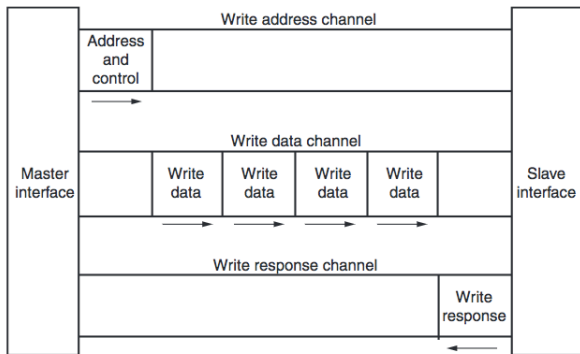 Write address channel
Address
and
control
Write data channel
Master
interface
Write
data
Write
data
Write
data
Write
data
Slave
interface
Write response channel
Write
response